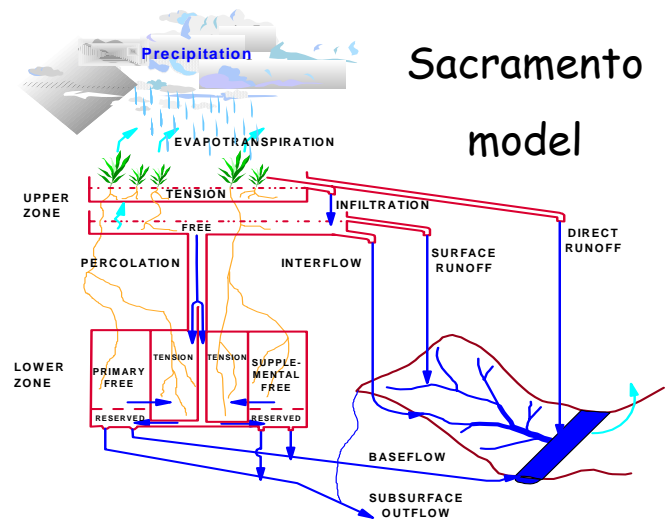 Precipitation
Sacramento
model
EVAPOTRANSPIRATION
TENSION
UPPER
ZONE
INFILTRATION
FREE
DIRECT
RUNOFF
PERCOLATION
INTERFLOW
SURFACE
RUNOFF
LOWER
ZONE
PRIMARY
FREE
TENSION
TENSION
SUPPLE-
MENTAL
FREE
RESERVED
RESERVED
BASEFLOW
SUBSURFACE
OUTFLOW